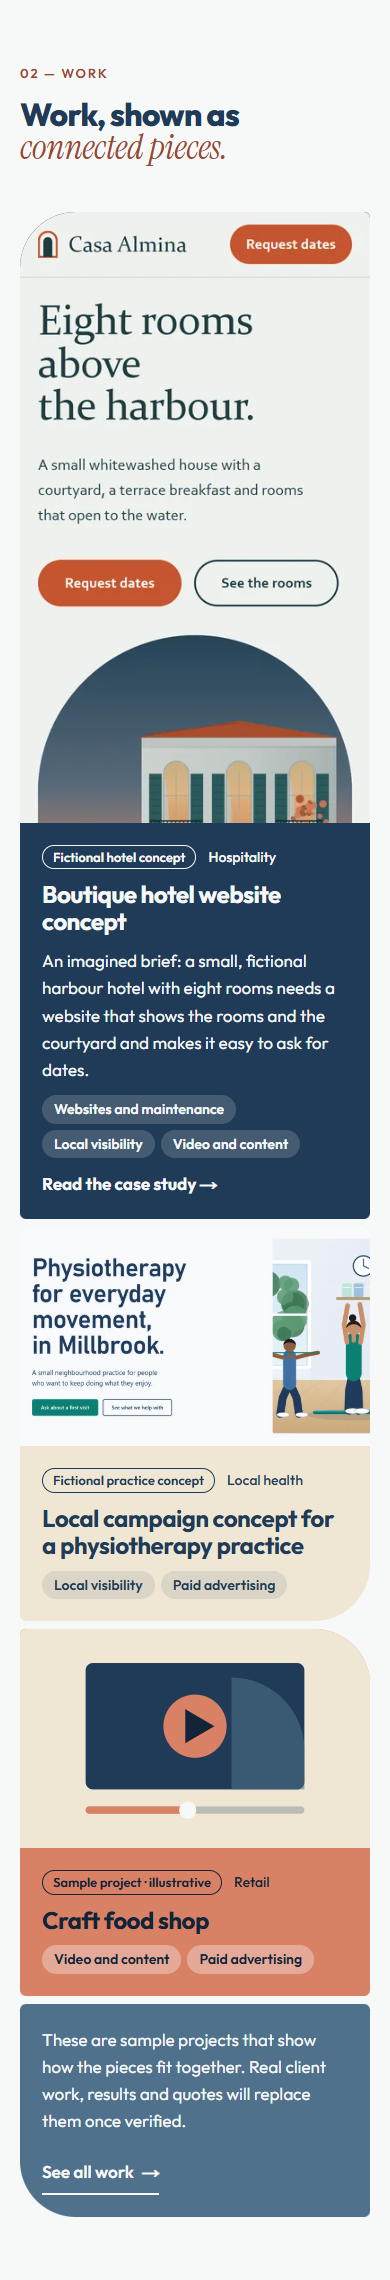 02 — WORK
Work, shown as
connected pieces.
Casa Almina
Request dates
Eight rooms
above
the harbour.
A small whitewashed house with a
courtyard, a terrace breakfast and rooms
that open to the water.
Request dates
See the rooms
Fictional hotel concept
Hospitality
Boutique hotel website
concept
An imagined brief: a small, fictional
harbour hotel with eight rooms needs a
website that shows the rooms and the
courtyard and makes it easy to ask for
dates.
Websites and maintenance
Local visibility
Video and content
Read the case study →
Physiotherapy
for everyday
movement,
in Millbrook.
A small neighbourhood practice for people
who want to keep doing what they enjoy.
Ask about a first visit
See what we help with
Fictional practice concept
Local health
Local campaign concept for
a physiotherapy practice
Local visibility
Paid advertising
Sample project · illustrative
Retail
Craft food shop
Video and content
Paid advertising
These are sample projects that show
how the pieces fit together. Real client
work, results and quotes will replace
them once verified.
See all work →